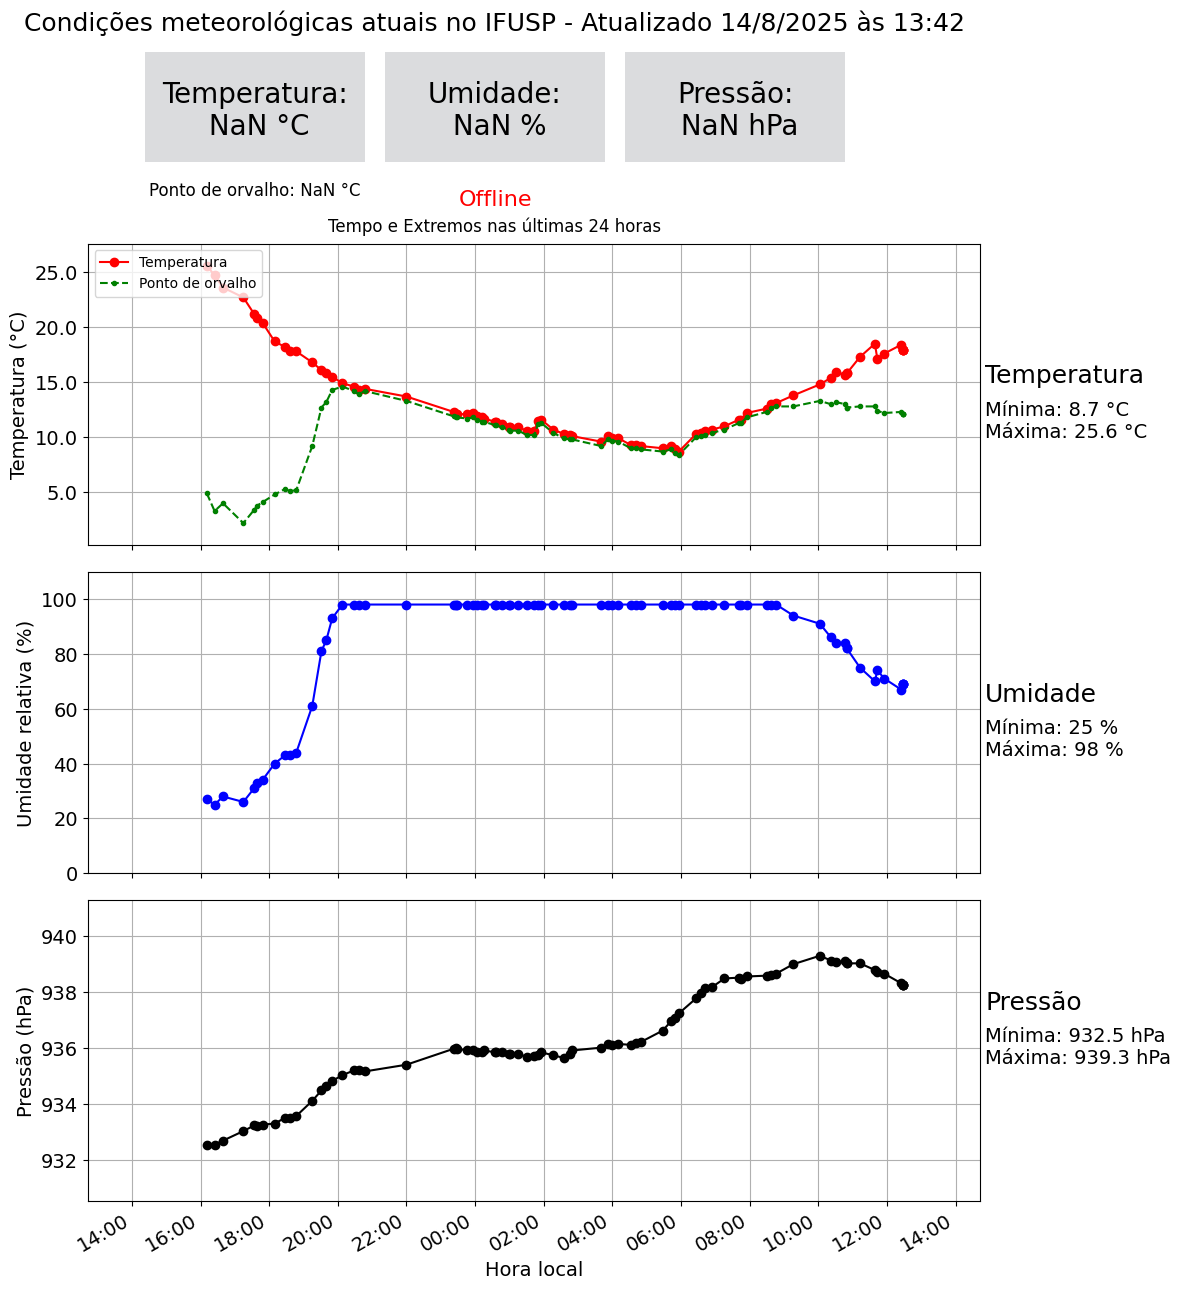 Condições meteorológicas atuais no IFUSP - Atualizado 14/8/2025 às 13:42
Temperatura:
NaN °C
Umidade:
NaN %
Pressão:
NaN hPa
Ponto de orvalho: NaN °C
Offline
Tempo e Extremos nas últimas 24 horas
Temperatura (°C)
25.0
20.0
15.0
10.0
5.0
Temperatura
Ponto de orvalho
Temperatura
Mínima: 8.7 °C
Máxima: 25.6 °C
Umidade relativa (%)
100
80
60
40
20
0
Umidade
Mínima: 25 %
Máxima: 98 %
Pressão (hPa)
940
938
936
934
932
Pressão
Mínima: 932.5 hPa
Máxima: 939.3 hPa
14:00 16:00 18:00 20:00 22:00 00:00 02:00 04:00 06:00 08:00 10:00 12:00 14:00
Hora local